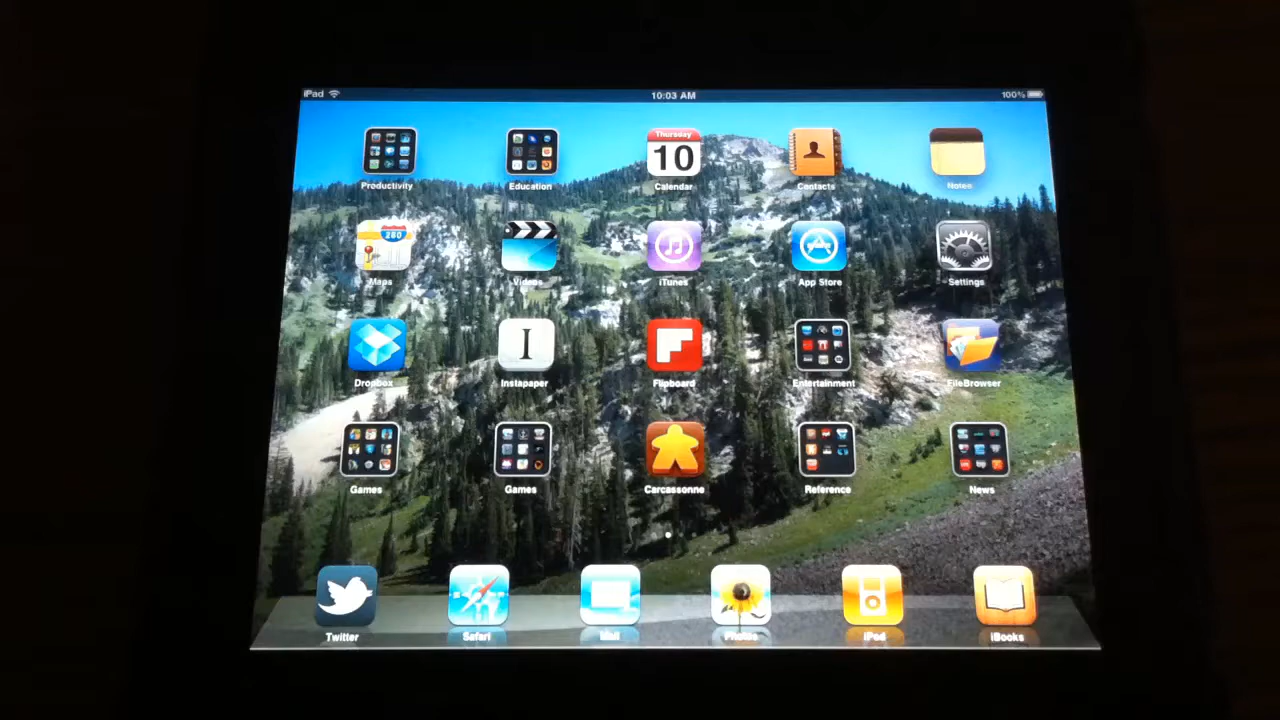 iPad 10:03 AM 100%
Thursday
10
Productivity Education Calendar Contacts Notes
280
Maps Videos iTunes App Store Settings
I
Dropbox Instapaper Flipboard Entertainment FileBrowser
Games Games Carcassonne Reference News
Twitter Safari Mail Photos iPod iBooks